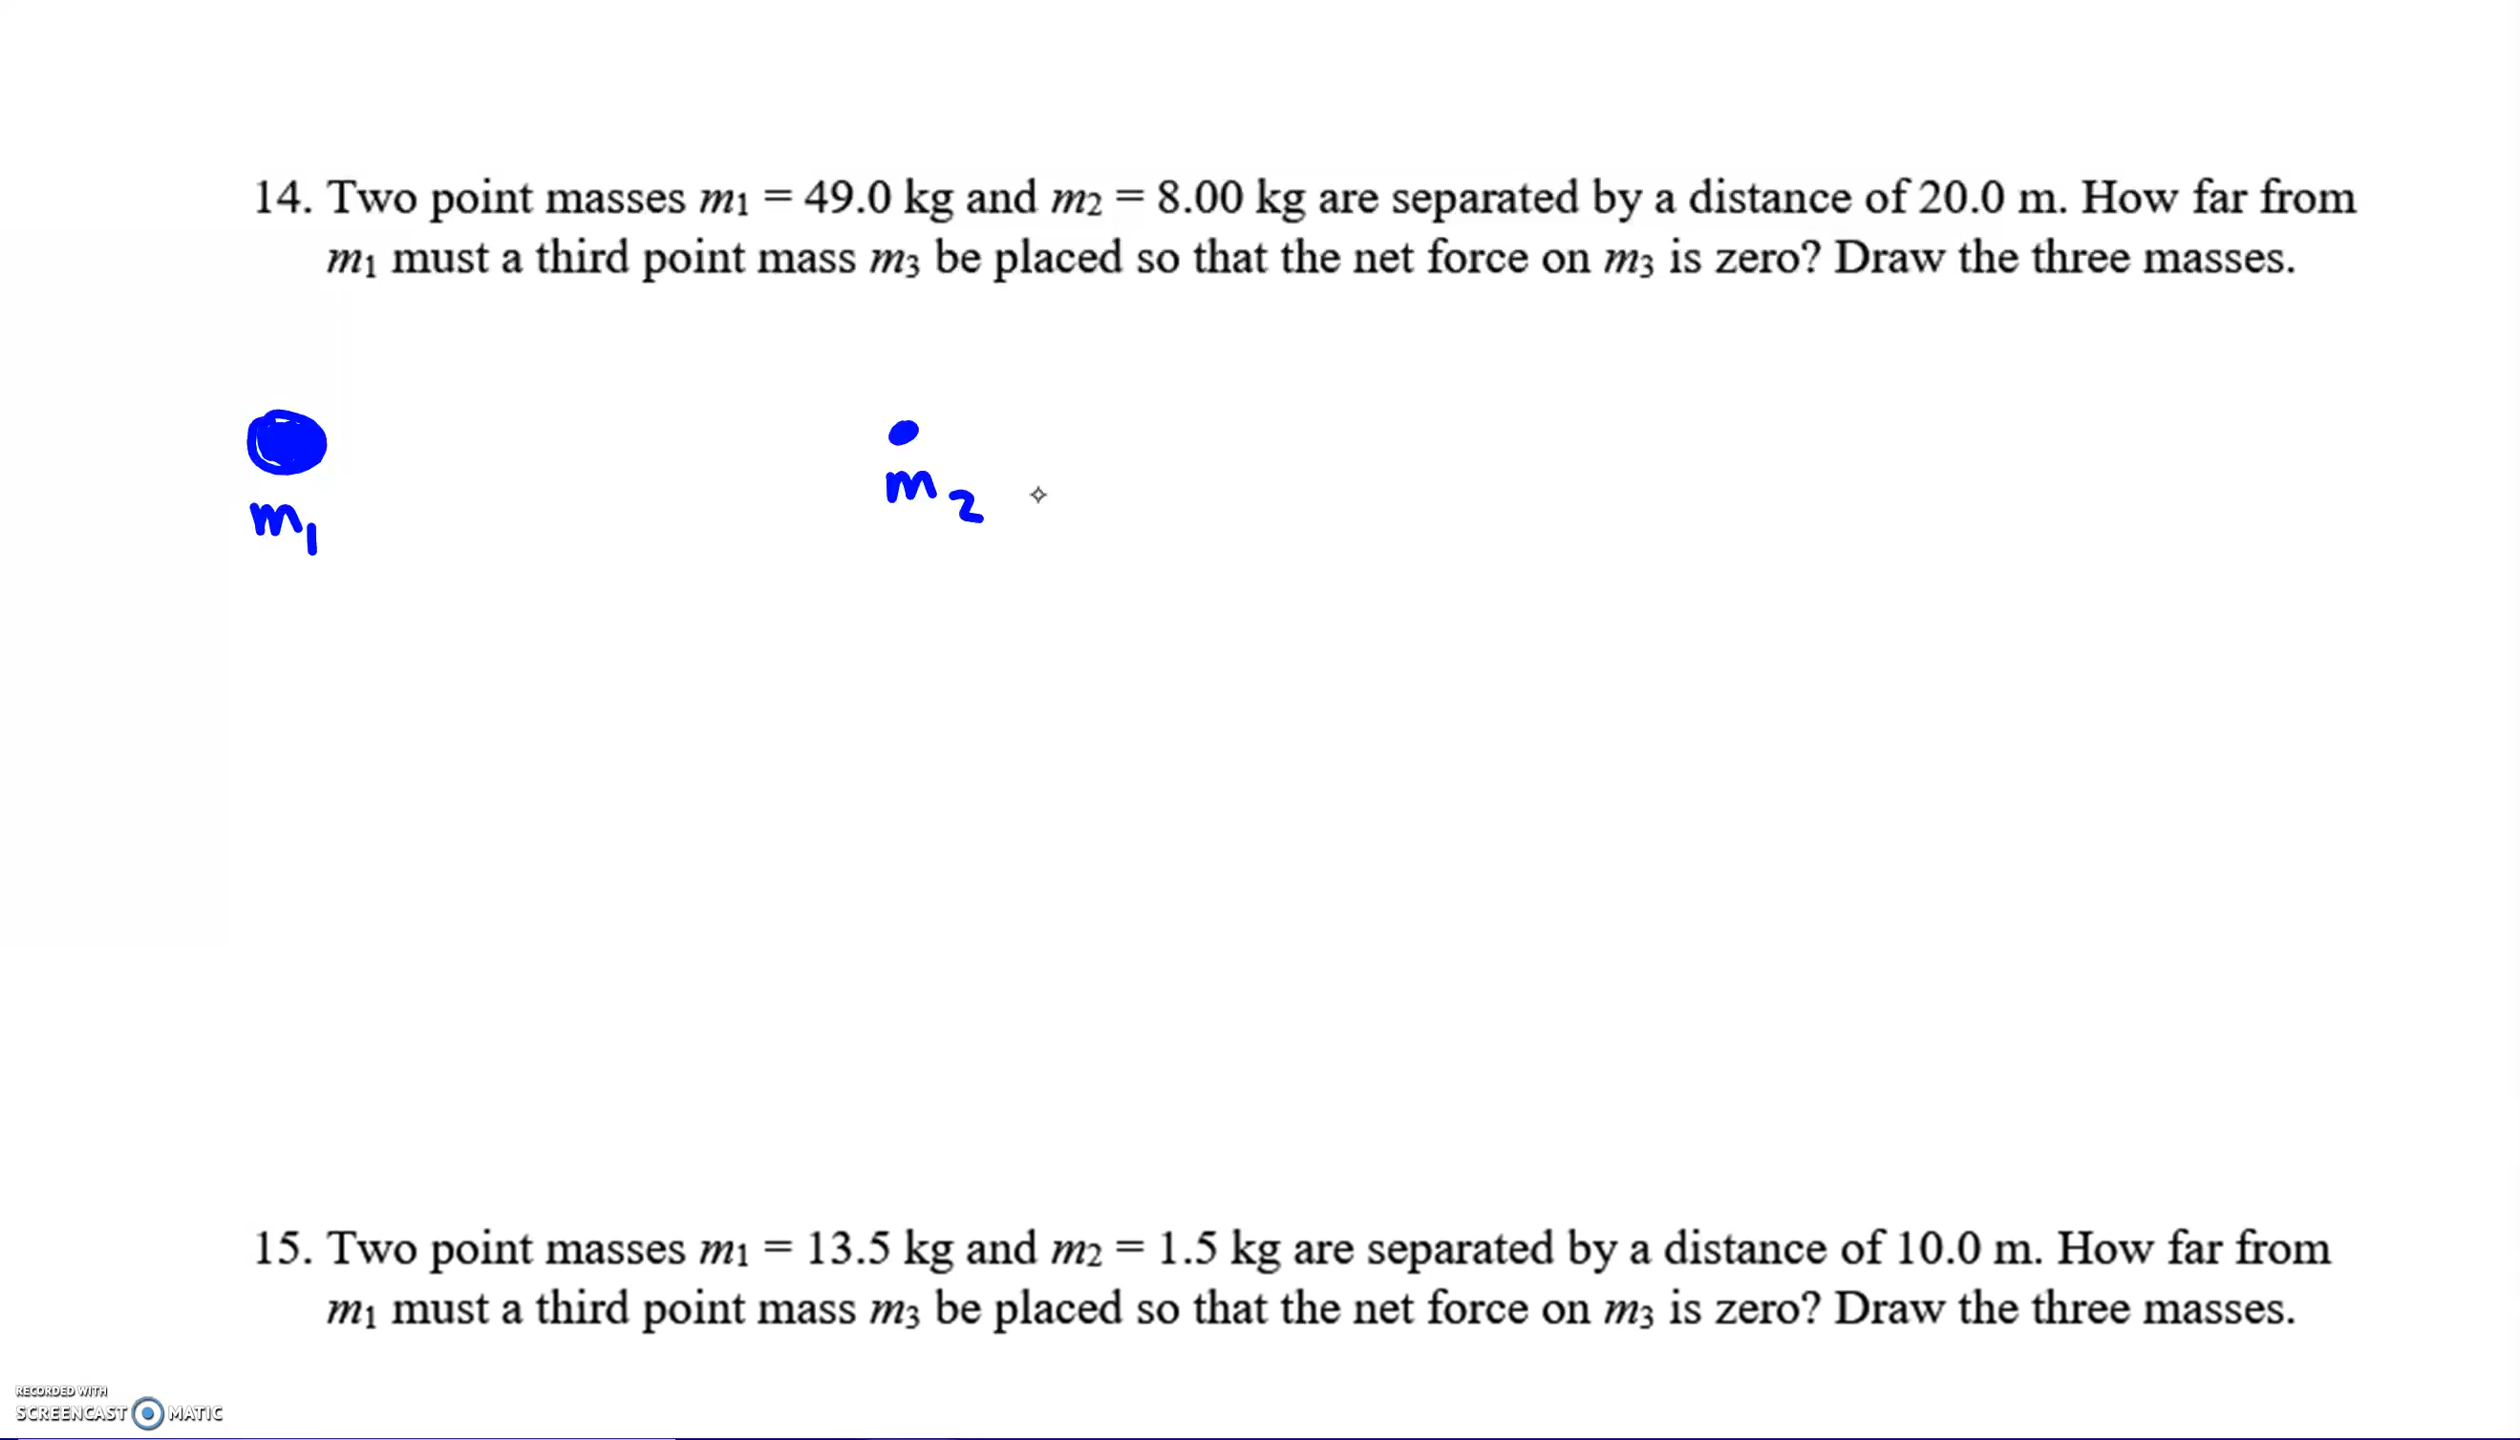 14. Two point masses m1 = 49.0 kg and m2 = 8.00 kg are separated by a distance of 20.0 m. How far from
m1 must a third point mass m3 be placed so that the net force on m3 is zero? Draw the three masses.
m1
m2
15. Two point masses m1 = 13.5 kg and m2 = 1.5 kg are separated by a distance of 10.0 m. How far from
m1 must a third point mass m3 be placed so that the net force on m3 is zero? Draw the three masses.
RECORDED WITH
SCREENCAST MATIC